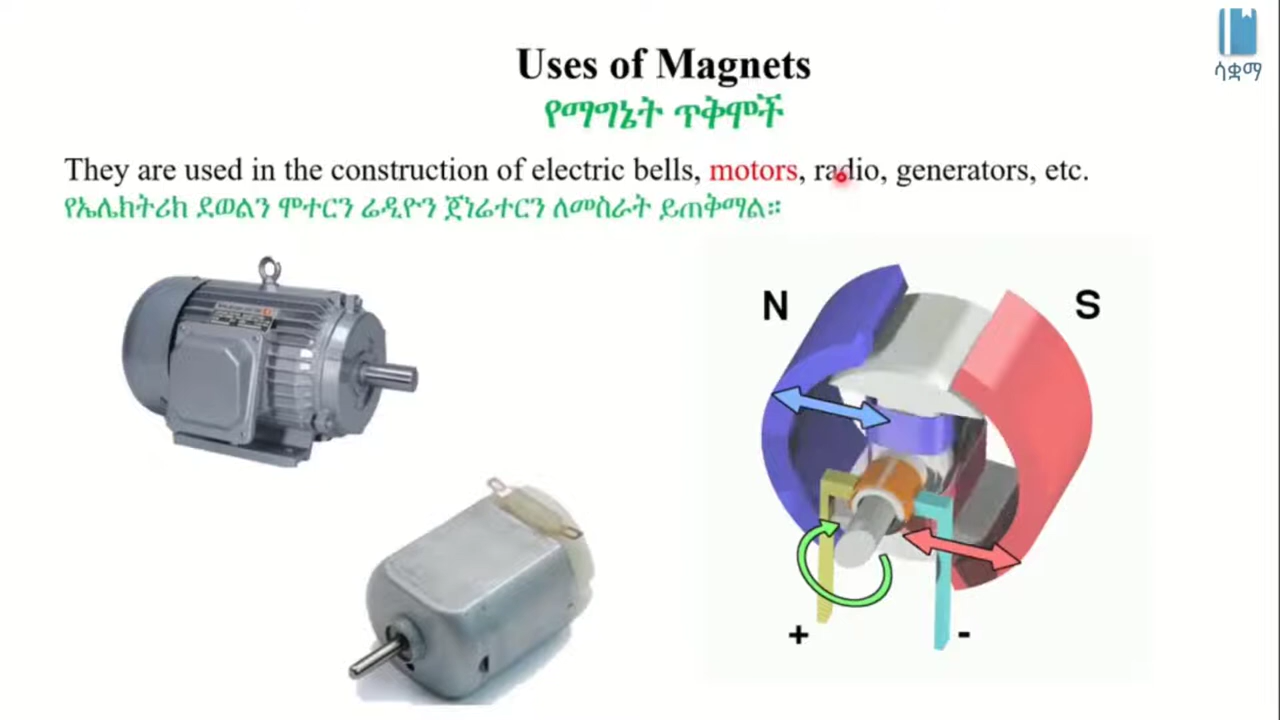 ሳቋማ
Uses of Magnets
የማግኔት ጥቅሞች
They are used in the construction of electric bells, motors, radio, generators, etc.
የኤሌክትሪክ ደወልን ሞተርን ሬዲዮን ጀነሬተርን ለመስራት ይጠቅማል።
N
S
+
-